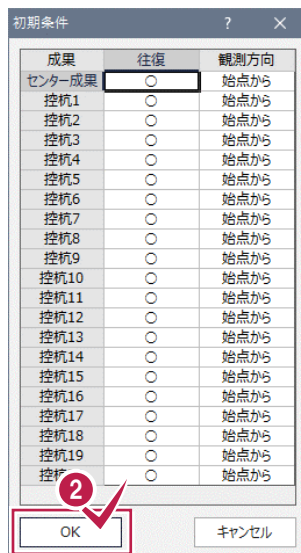 初期条件 ? ×
成果 往復 観測方向
センター成果 ○ 始点から
控杭1 ○ 始点から
控杭2 ○ 始点から
控杭3 ○ 始点から
控杭4 ○ 始点から
控杭5 ○ 始点から
控杭6 ○ 始点から
控杭7 ○ 始点から
控杭8 ○ 始点から
控杭9 ○ 始点から
控杭10 ○ 始点から
控杭11 ○ 始点から
控杭12 ○ 始点から
控杭13 ○ 始点から
控杭14 ○ 始点から
控杭15 ○ 始点から
控杭16 ○ 始点から
控杭17 ○ 始点から
控杭18 ○ 始点から
控杭19 ○ 始点から
○ 始点から
2
OK キャンセル